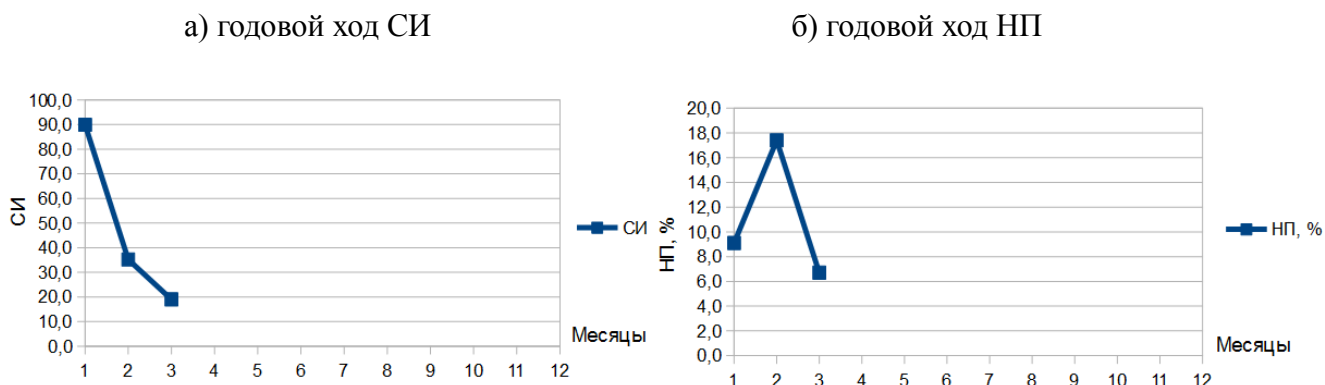 а) годовой ход СИ
б) годовой ход НП
100,0
90,0
80,0
70,0
60,0
50,0
40,0
30,0
20,0
10,0
0,0
СИ
1 2 3 4 5 6 7 8 9 10 11 12
Месяцы
СИ
20,0
18,0
16,0
14,0
12,0
10,0
8,0
6,0
4,0
2,0
0,0
НП, %
1 2 3 4 5 6 7 8 9 10 11 12
Месяцы
НП, %